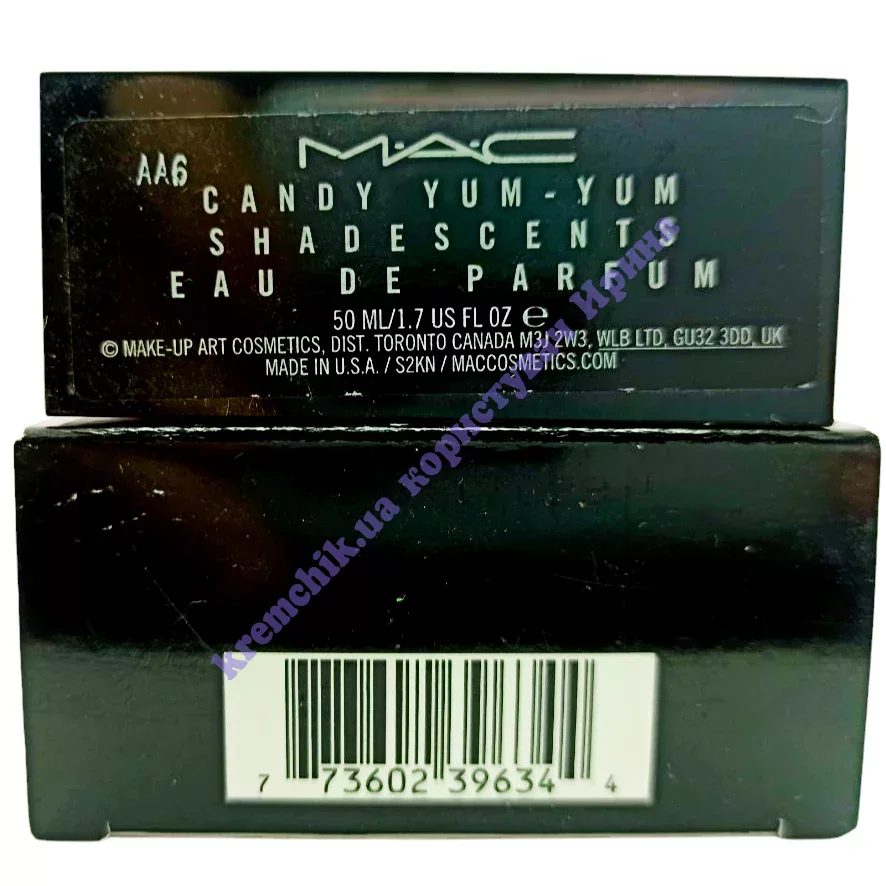 M·A·C
AA6
CANDY YUM-YUM
SHADESCENTS
EAU DE PARFUM
50 ML/1.7 US FL OZ ℮
© MAKE-UP ART COSMETICS, DIST. TORONTO CANADA M3J 2W3, WLB LTD, GU32 3DD, UK
MADE IN U.S.A. / S2KN / MACCOSMETICS.COM
kremchik.ua користувач Ирина
7 73602 39634 4